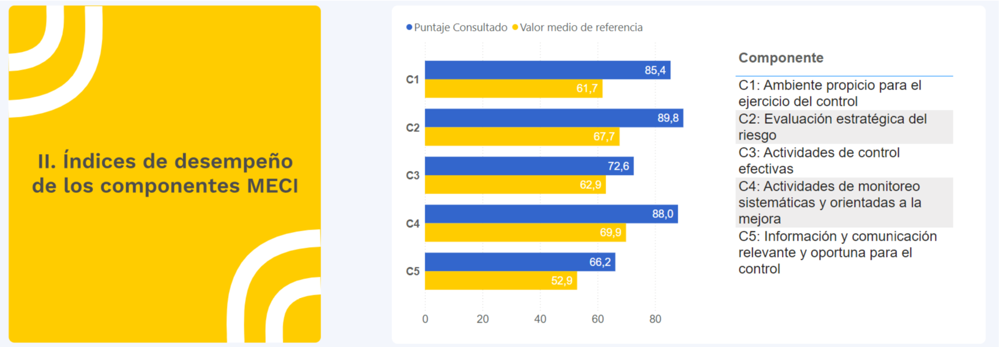 II. Índices de desempeño
de los componentes MECI
Puntaje Consultado Valor medio de referencia
C1
85,4
61,7
C2
89,8
67,7
C3
72,6
62,9
C4
88,0
69,9
C5
66,2
52,9
0 20 40 60 80
Componente
C1: Ambiente propicio para el
ejercicio del control
C2: Evaluación estratégica del
riesgo
C3: Actividades de control
efectivas
C4: Actividades de monitoreo
sistemáticas y orientadas a la
mejora
C5: Información y comunicación
relevante y oportuna para el
control